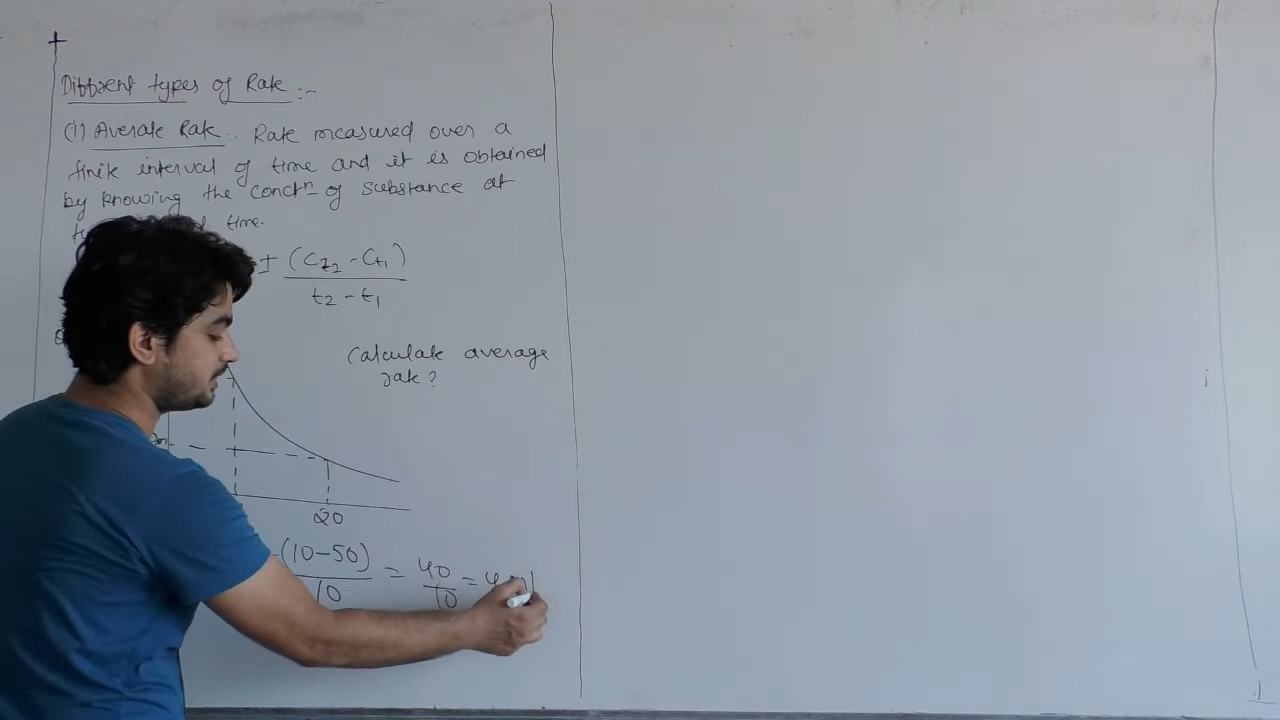 Different types of Rate :-
(1) Average Rate :. Rate measured over a
finite interval of time and it is obtained
by knowing the conctn of substance at
time.
± (Ct2 - Ct1)
t2 - t1
Calculate average
rate?
20
-(10-50) = 40 = 4
10 10